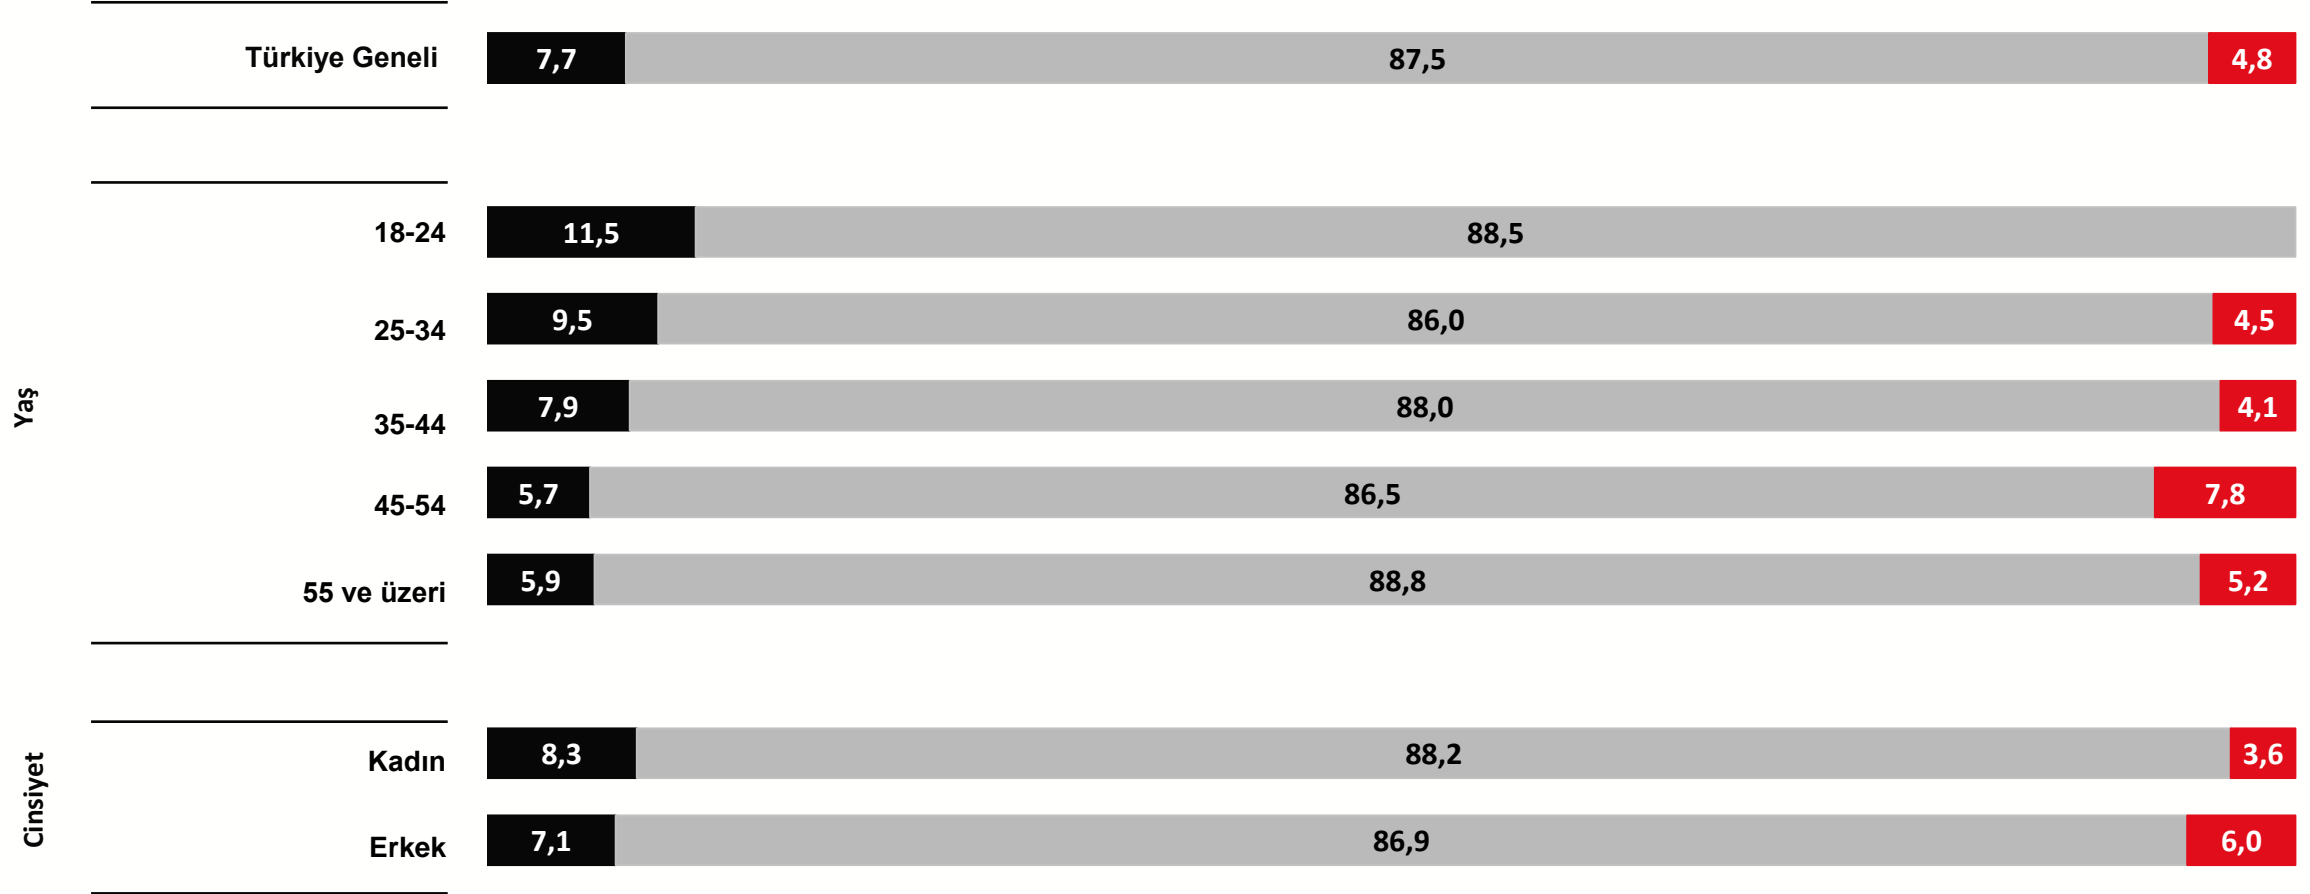 Türkiye Geneli 7,7 87,5 4,8
Yaş
18-24 11,5 88,5
25-34 9,5 86,0 4,5
35-44 7,9 88,0 4,1
45-54 5,7 86,5 7,8
55 ve üzeri 5,9 88,8 5,2
Cinsiyet
Kadın 8,3 88,2 3,6
Erkek 7,1 86,9 6,0